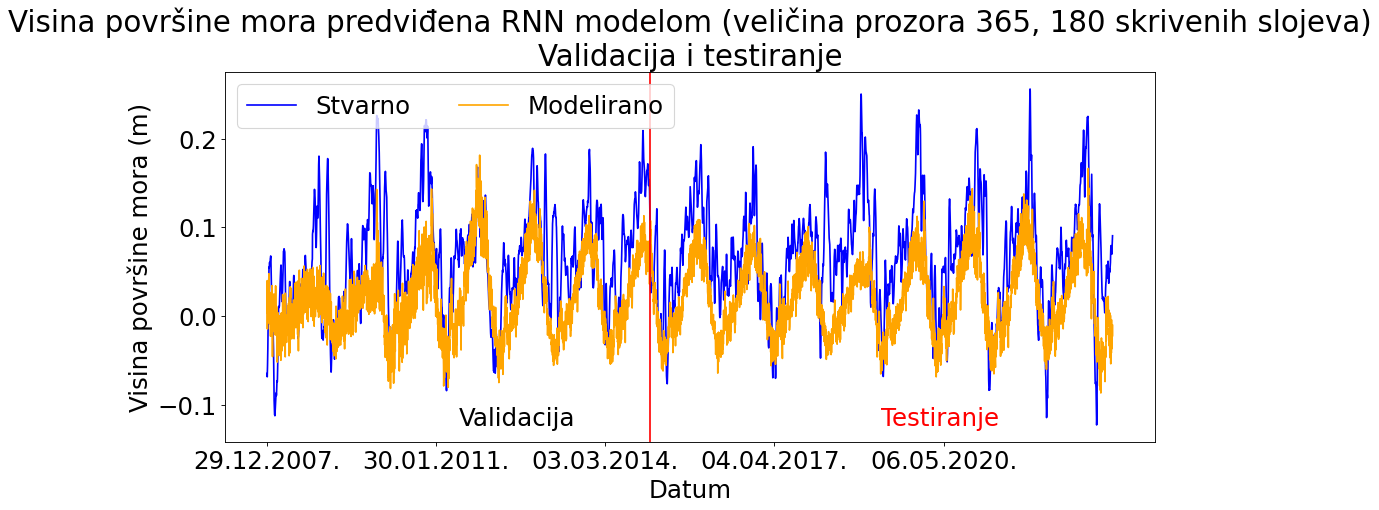 Visina površine mora predviđena RNN modelom (veličina prozora 365, 180 skrivenih slojeva)
Validacija i testiranje
Stvarno Modelirano
Visina površine mora (m)
0.2
0.1
0.0
−0.1
Validacija Testiranje
29.12.2007. 30.01.2011. 03.03.2014. 04.04.2017. 06.05.2020.
Datum